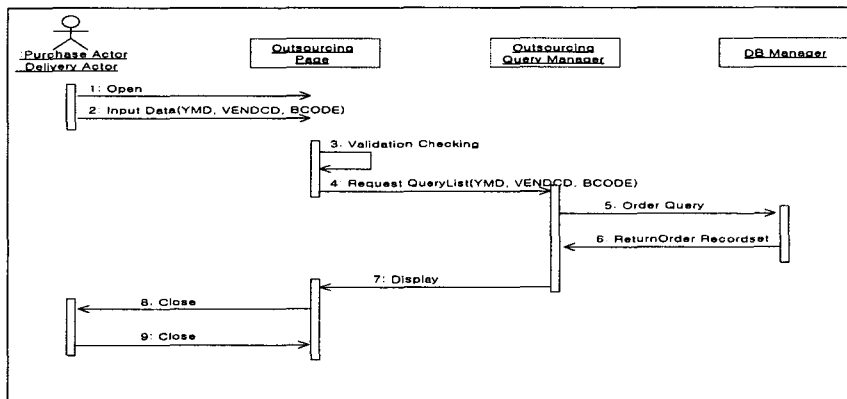 :Purchase Actor
Delivery Actor
Outsourcing
Page
Outsourcing
Query Manager
DB Manager
1: Open
2: Input Data(YMD, VENDCD, BCODE)
3. Validation Checking
4: Request QueryList(YMD, VENDCD, BCODE)
5. Order Query
6. ReturnOrder Recordset
7: Display
8. Close
9: Close